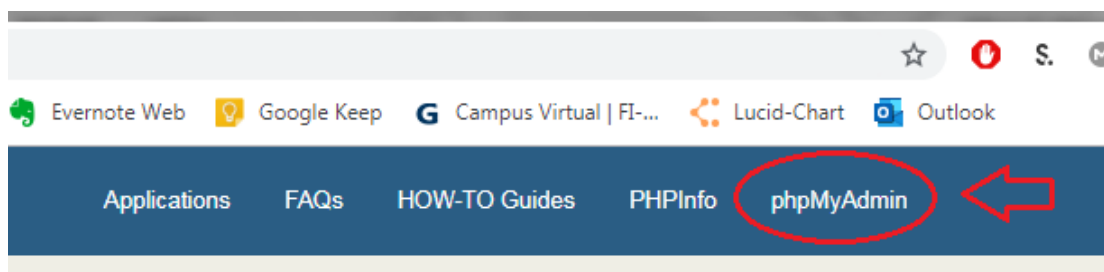 S.
Evernote Web Google Keep G Campus Virtual | FI-... Lucid-Chart Outlook
Applications FAQs HOW-TO Guides PHPInfo phpMyAdmin